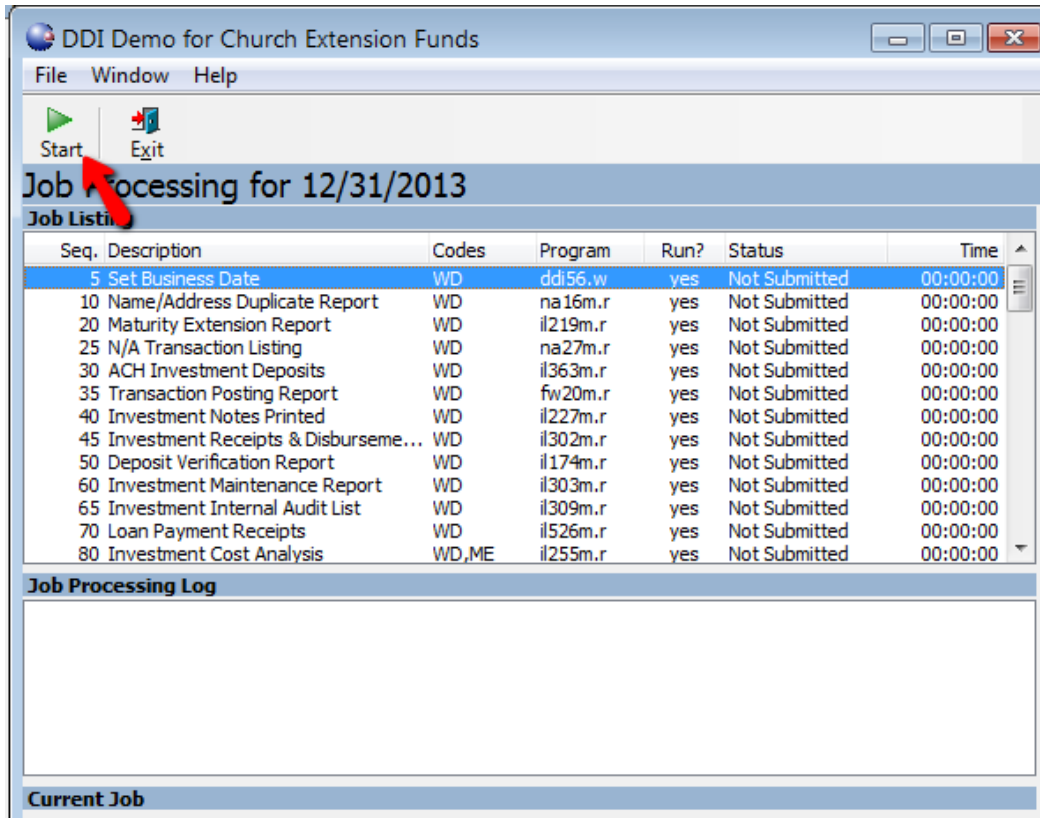 DDI Demo for Church Extension Funds
File Window Help
Start Exit
Job Processing for 12/31/2013
Job Listing
Seq. Description Codes Program Run? Status Time
5 Set Business Date WD ddi56.w yes Not Submitted 00:00:00
10 Name/Address Duplicate Report WD na16m.r yes Not Submitted 00:00:00
20 Maturity Extension Report WD il219m.r yes Not Submitted 00:00:00
25 N/A Transaction Listing WD na27m.r yes Not Submitted 00:00:00
30 ACH Investment Deposits WD il363m.r yes Not Submitted 00:00:00
35 Transaction Posting Report WD fw20m.r yes Not Submitted 00:00:00
40 Investment Notes Printed WD il227m.r yes Not Submitted 00:00:00
45 Investment Receipts & Disburseme... WD il302m.r yes Not Submitted 00:00:00
50 Deposit Verification Report WD il174m.r yes Not Submitted 00:00:00
60 Investment Maintenance Report WD il303m.r yes Not Submitted 00:00:00
65 Investment Internal Audit List WD il309m.r yes Not Submitted 00:00:00
70 Loan Payment Receipts WD il526m.r yes Not Submitted 00:00:00
80 Investment Cost Analysis WD,ME il255m.r yes Not Submitted 00:00:00
Job Processing Log
Current Job